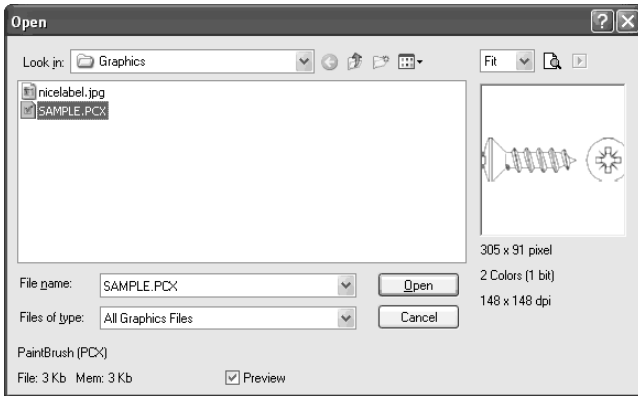 Open
Look in: Graphics
Fit
nicelabel.jpg
SAMPLE.PCX
305 x 91 pixel
2 Colors (1 bit)
148 x 148 dpi
File name: SAMPLE.PCX
Open
Files of type: All Graphics Files
Cancel
PaintBrush (PCX)
File: 3 Kb Mem: 3 Kb
Preview